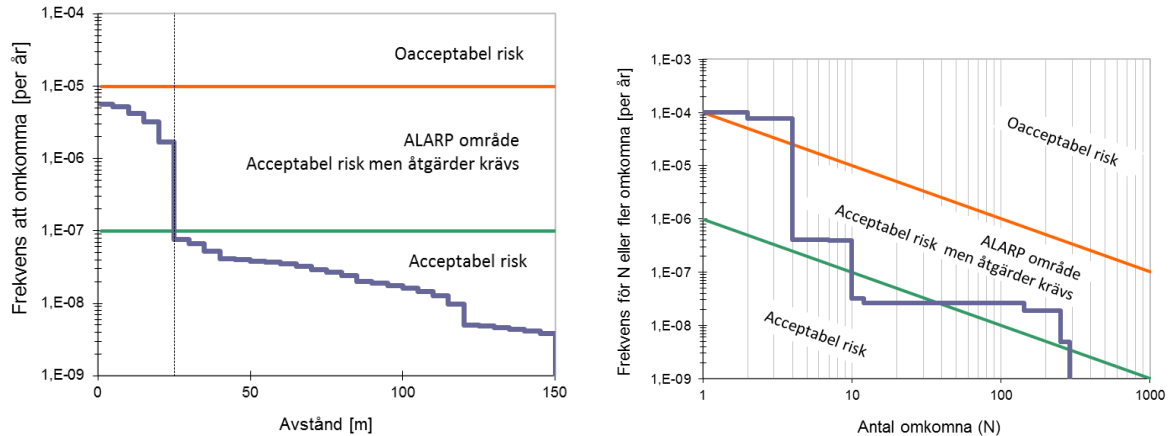 Frekvens att omkomma [per år]
1,E-04
1,E-05
1,E-06
1,E-07
1,E-08
1,E-09
Oacceptabel risk
ALARP område
Acceptabel risk men åtgärder krävs
Acceptabel risk
0
50
100
150
Avstånd [m]
Frekvens för N eller fler omkomna [per år]
1,E-03
1,E-04
1,E-05
1,E-06
1,E-07
1,E-08
1,E-09
Oacceptabel risk
ALARP område
Acceptabel risk men åtgärder krävs
Acceptabel risk
1
10
100
1000
Antal omkomna (N)